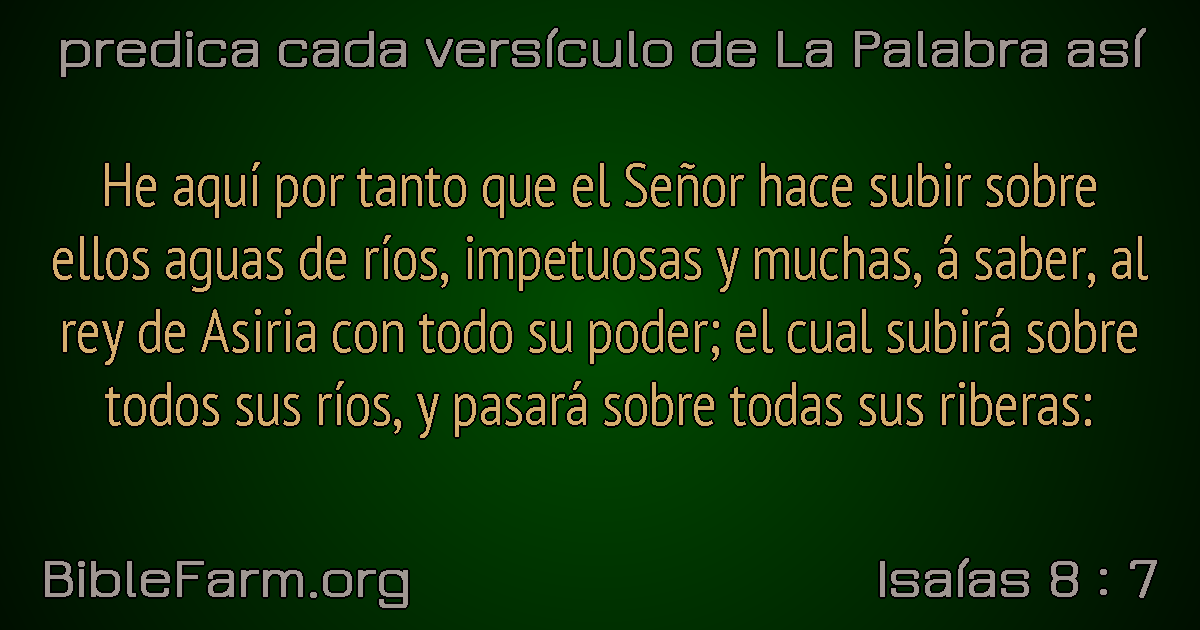 predica cada versículo de La Palabra así
He aquí por tanto que el Señor hace subir sobre
ellos aguas de ríos, impetuosas y muchas, á saber, al
rey de Asiria con todo su poder; el cual subirá sobre
todos sus ríos, y pasará sobre todas sus riberas:
BibleFarm.org
Isaías 8 : 7